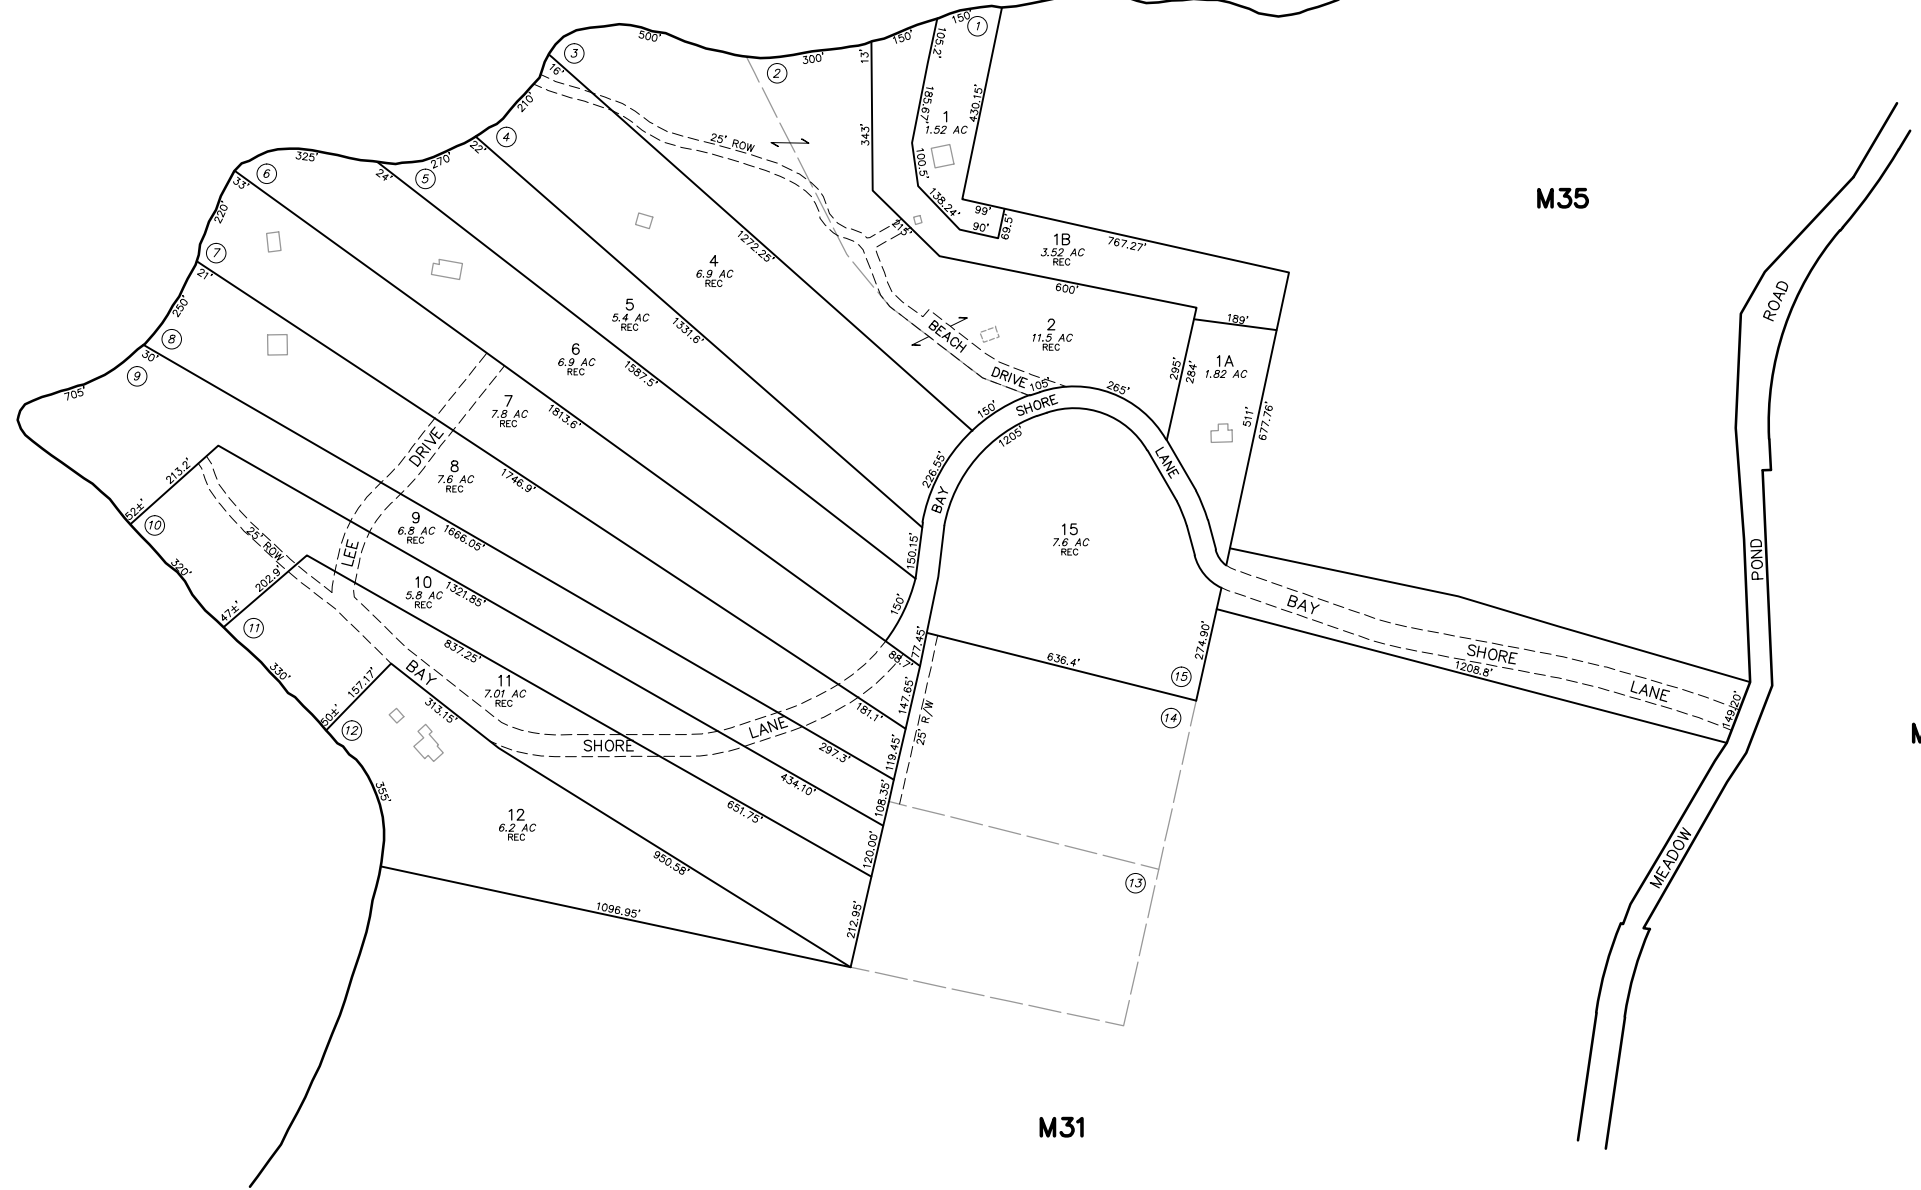 150'
1
150'
500'
3
300'
2
13'
105.2'
16'
210'
185.67'
430.15'
1
1.52 AC
343'
4
22'
25' ROW
325'
270'
5
24'
100.5'
6
33'
138.24'
99'
M35
220'
90'
69.5'
213'
1B
3.52 AC
REC
767.27'
1272.25'
7
21'
4
6.9 AC
REC
600'
250'
5
5.4 AC
REC
1331.6'
189'
ROAD
8
30'
BEACH
DRIVE
2
11.5 AC
REC
6
6.9 AC
REC
1587.5'
295'
284'
1A
1.82 AC
9
705'
105'
265'
7
7.8 AC
REC
1813.6'
150'
SHORE
1205'
511'
677.76'
DRIVE
8
7.6 AC
REC
1746.9'
226.55'
BAY
LANE
213.2'
52±'
10
25' ROW
9
6.8 AC
REC
1666.05'
15
7.6 AC
REC
LEE
150.15'
POND
320'
202.9'
10
5.8 AC
REC
1321.85'
150'
BAY
47±'
11
837.25'
77.45'
88.7'
636.4'
274.90'
SHORE
1208.8'
LANE
149.20'
330'
157.17'
BAY
11
7.01 AC
REC
15
147.65'
25' R/W
14
50±'
12
313.15'
181.1'
SHORE
LANE
297.3'
119.45'
355'
434.10'
108.35'
651.75'
12
6.2 AC
REC
120.00'
MEADOW
950.58'
13
1096.95'
212.95'
M31